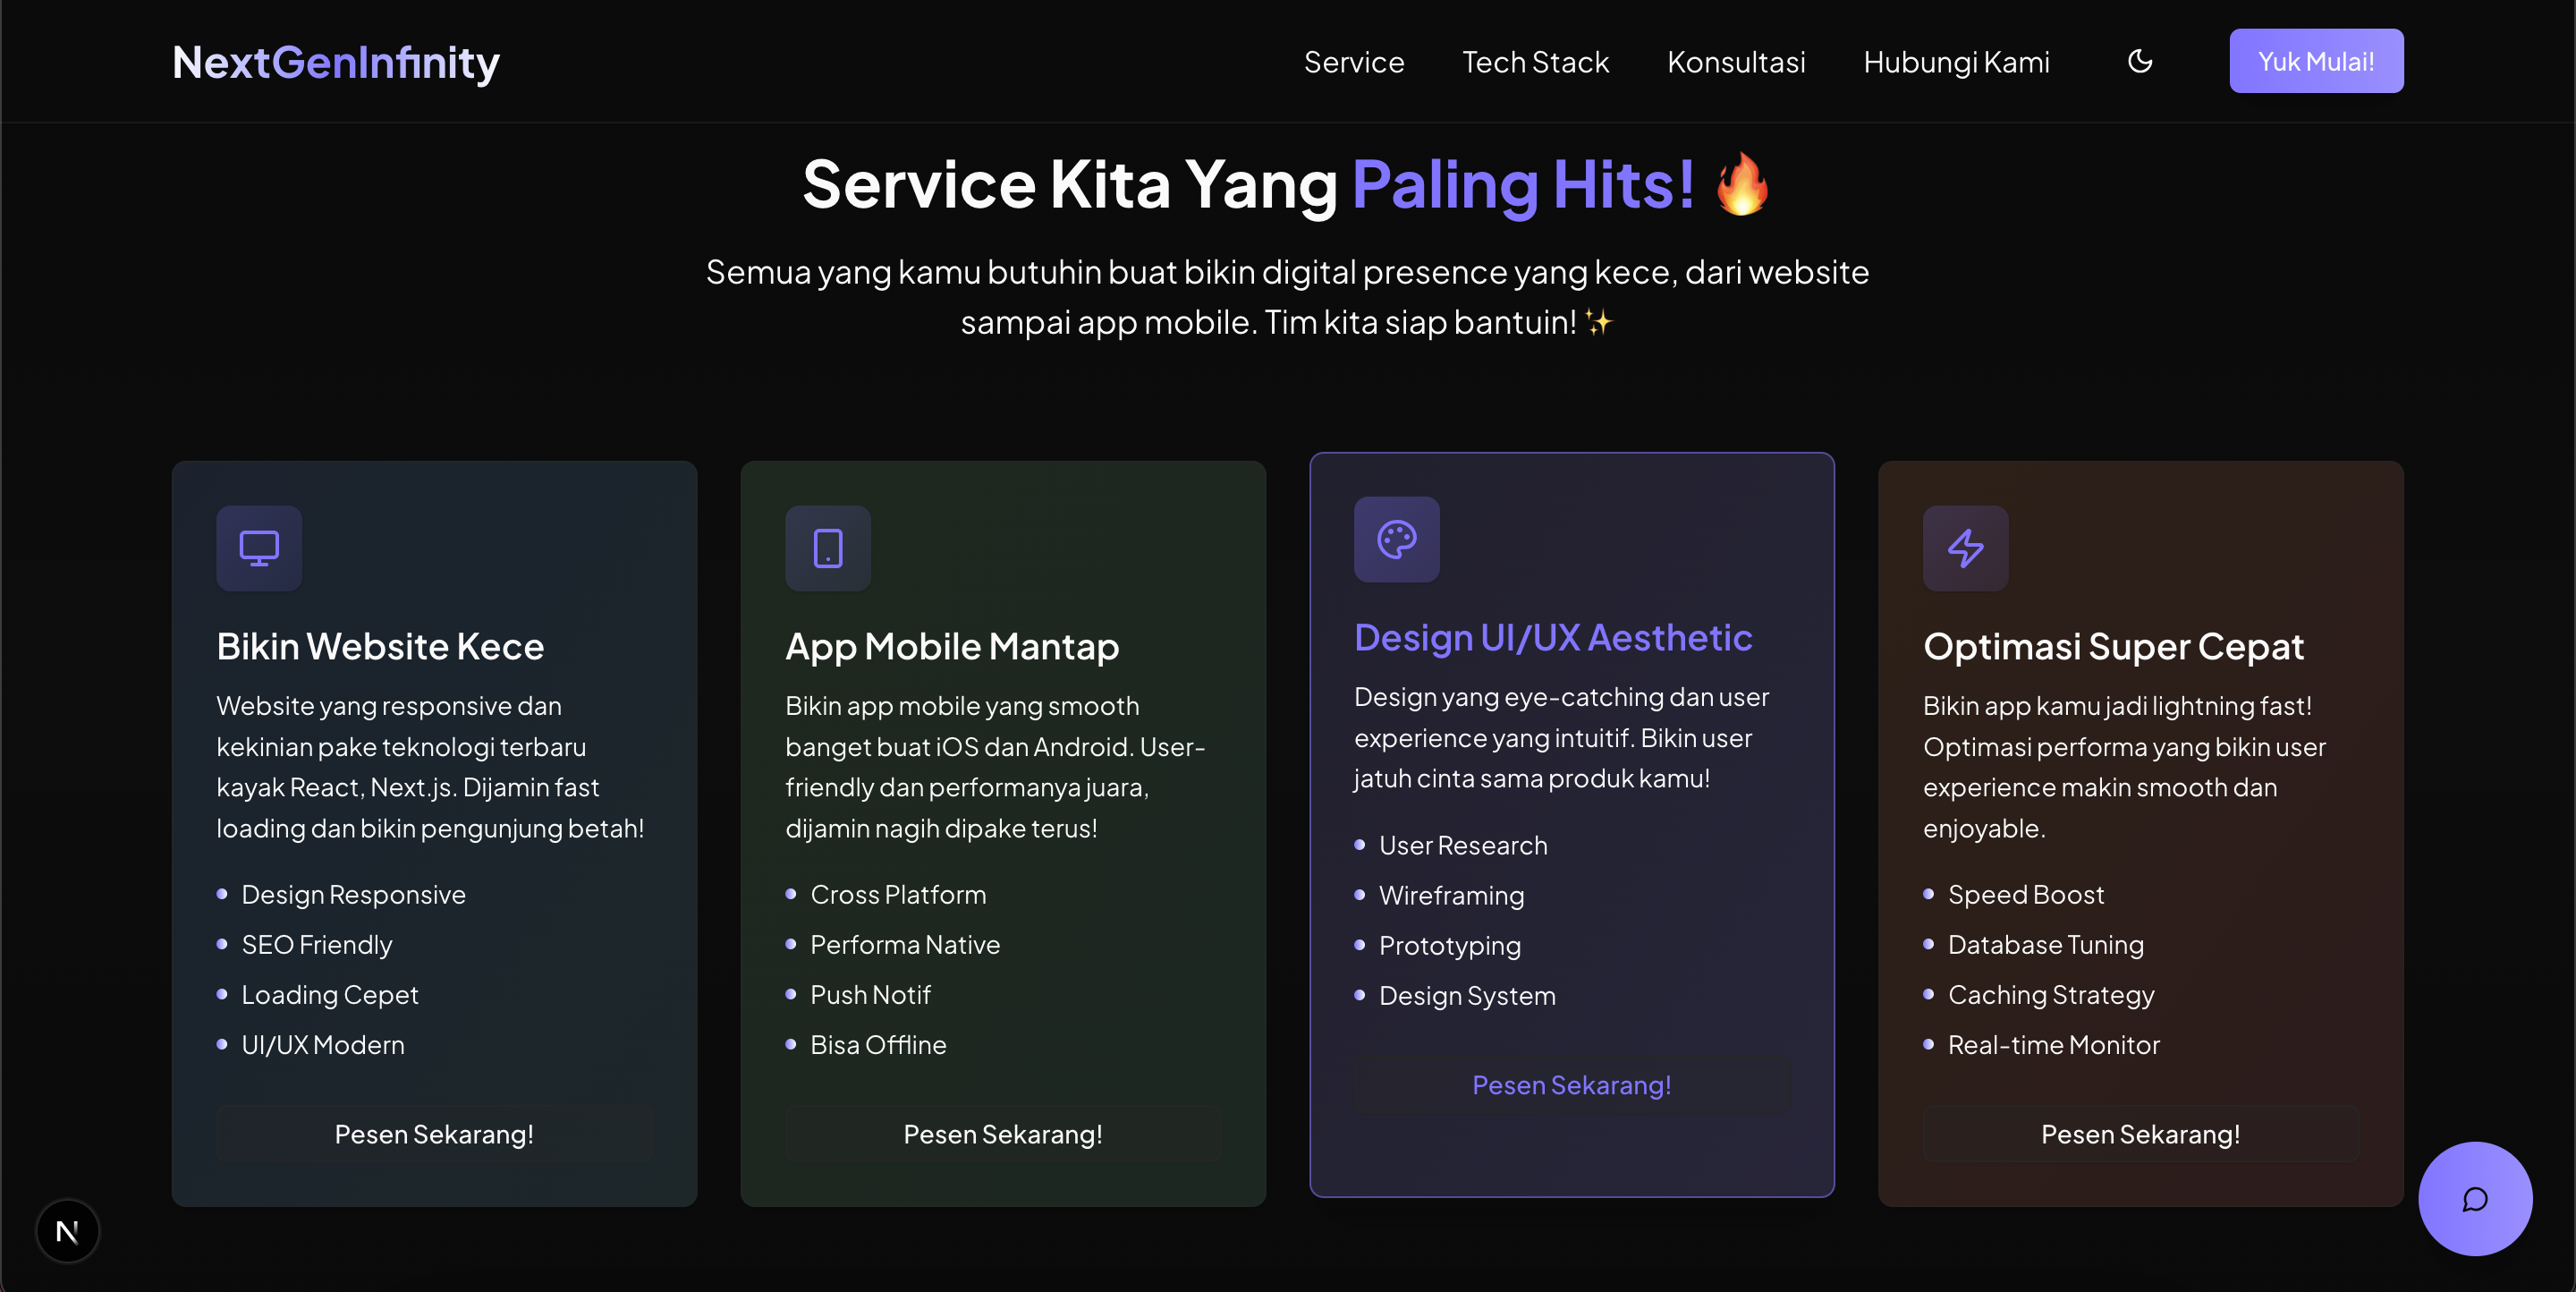 NextGenInfinity
Service
Tech Stack
Konsultasi
Hubungi Kami
Yuk Mulai!
Service Kita Yang Paling Hits! 🔥
Semua yang kamu butuhin buat bikin digital presence yang kece, dari website
sampai app mobile. Tim kita siap bantuin! ✨
Bikin Website Kece
Website yang responsive dan
kekinian pake teknologi terbaru
kayak React, Next.js. Dijamin fast
loading dan bikin pengunjung betah!
Design Responsive
SEO Friendly
Loading Cepet
UI/UX Modern
Pesen Sekarang!
App Mobile Mantap
Bikin app mobile yang smooth
banget buat iOS dan Android. User-
friendly dan performanya juara,
dijamin nagih dipake terus!
Cross Platform
Performa Native
Push Notif
Bisa Offline
Pesen Sekarang!
Design UI/UX Aesthetic
Design yang eye-catching dan user
experience yang intuitif. Bikin user
jatuh cinta sama produk kamu!
User Research
Wireframing
Prototyping
Design System
Pesen Sekarang!
Optimasi Super Cepat
Bikin app kamu jadi lightning fast!
Optimasi performa yang bikin user
experience makin smooth dan
enjoyable.
Speed Boost
Database Tuning
Caching Strategy
Real-time Monitor
Pesen Sekarang!
N